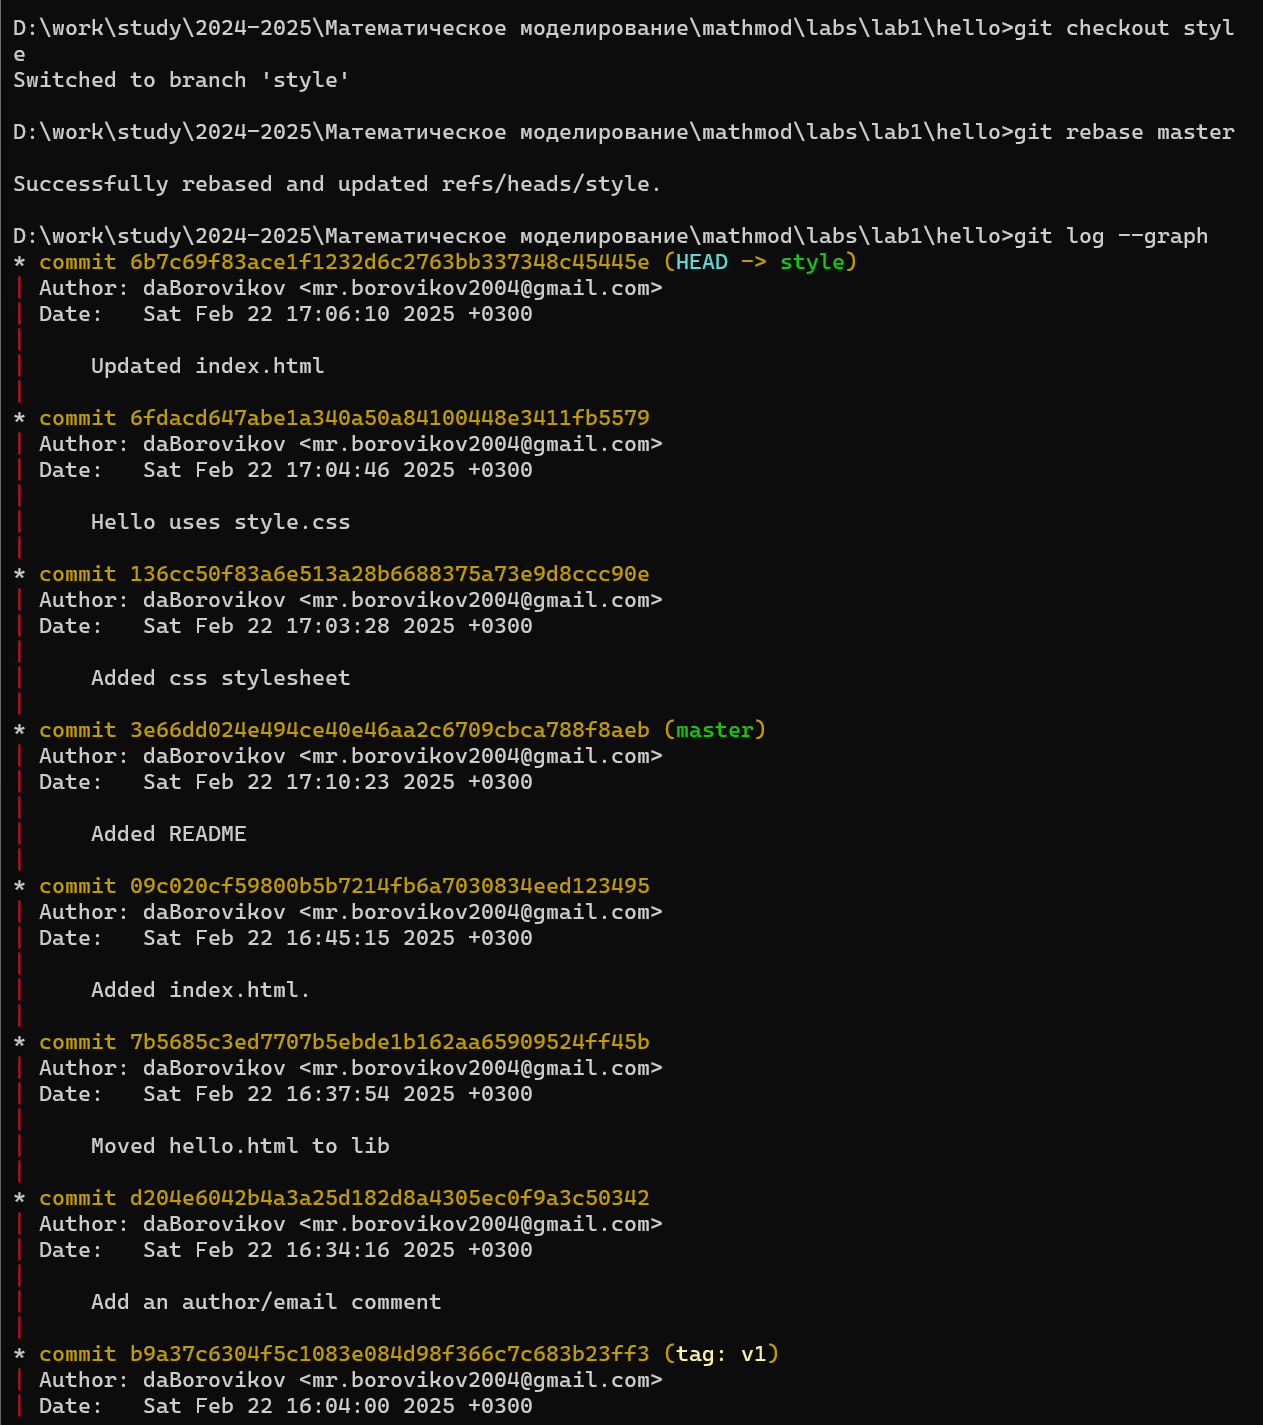 D:\work\study\2024-2025\Математическое моделирование\mathmod\labs\lab1\hello>git checkout styl
e
Switched to branch 'style'
D:\work\study\2024-2025\Математическое моделирование\mathmod\labs\lab1\hello>git rebase master
Successfully rebased and updated refs/heads/style.
D:\work\study\2024-2025\Математическое моделирование\mathmod\labs\lab1\hello>git log --graph
* commit 6b7c69f83ace1f1232d6c2763bb337348c45445e (HEAD -> style)
| Author: daBorovikov <mr.borovikov2004@gmail.com>
| Date:   Sat Feb 22 17:06:10 2025 +0300
|
|     Updated index.html
|
* commit 6fdacd647abe1a340a50a84100448e3411fb5579
| Author: daBorovikov <mr.borovikov2004@gmail.com>
| Date:   Sat Feb 22 17:04:46 2025 +0300
|
|     Hello uses style.css
|
* commit 136cc50f83a6e513a28b6688375a73e9d8ccc90e
| Author: daBorovikov <mr.borovikov2004@gmail.com>
| Date:   Sat Feb 22 17:03:28 2025 +0300
|
|     Added css stylesheet
|
* commit 3e66dd024e494ce40e46aa2c6709cbca788f8aeb (master)
| Author: daBorovikov <mr.borovikov2004@gmail.com>
| Date:   Sat Feb 22 17:10:23 2025 +0300
|
|     Added README
|
* commit 09c020cf59800b5b7214fb6a7030834eed123495
| Author: daBorovikov <mr.borovikov2004@gmail.com>
| Date:   Sat Feb 22 16:45:15 2025 +0300
|
|     Added index.html.
|
* commit 7b5685c3ed7707b5ebde1b162aa65909524ff45b
| Author: daBorovikov <mr.borovikov2004@gmail.com>
| Date:   Sat Feb 22 16:37:54 2025 +0300
|
|     Moved hello.html to lib
|
* commit d204e6042b4a3a25d182d8a4305ec0f9a3c50342
| Author: daBorovikov <mr.borovikov2004@gmail.com>
| Date:   Sat Feb 22 16:34:16 2025 +0300
|
|     Add an author/email comment
|
* commit b9a37c6304f5c1083e084d98f366c7c683b23ff3 (tag: v1)
| Author: daBorovikov <mr.borovikov2004@gmail.com>
| Date:   Sat Feb 22 16:04:00 2025 +0300